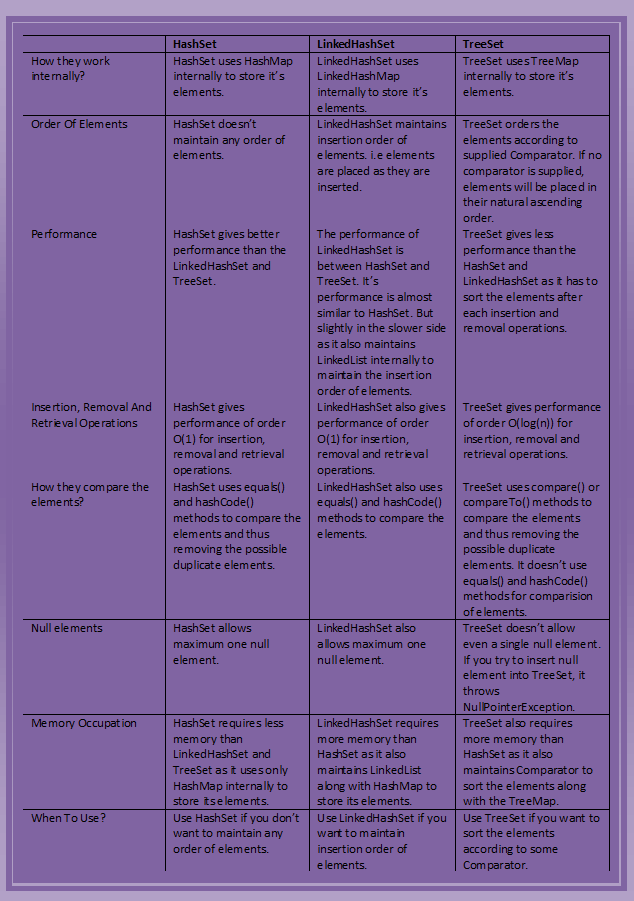 HashSet LinkedHashSet TreeSet
How they work
internally?
HashSet uses HashMap
internally to store it's
elements.
LinkedHashSet uses
LinkedHashMap
internally to store it's
elements.
TreeSet uses TreeMap
internally to store it's
elements.
Order Of Elements
HashSet doesn't
maintain any order of
elements.
LinkedHashSet maintains
insertion order of
elements. i.e elements
are placed as they are
inserted.
TreeSet orders the
elements according to
supplied Comparator. If no
comparator is supplied,
elements will be placed in
their natural ascending
order.
Performance
HashSet gives better
performance than the
LinkedHashSet and
TreeSet.
The performance of
LinkedHashSet is
between HashSet and
TreeSet. It's
performance is almost
similar to HashSet. But
slightly in the slower side
as it also maintains
LinkedList internally to
maintain the insertion
order of elements.
TreeSet gives less
performance than the
HashSet and
LinkedHashSet as it has to
sort the elements after
each insertion and
removal operations.
Insertion, Removal And
Retrieval Operations
HashSet gives
performance of order
O(1) for insertion,
removal and retrieval
operations.
LinkedHashSet also gives
performance of order
O(1) for insertion,
removal and retrieval
operations.
TreeSet gives performance
of order O(log(n)) for
insertion, removal and
retrieval operations.
How they compare the
elements?
HashSet uses equals()
and hashCode()
methods to compare the
elements and thus
removing the possible
duplicate elements.
LinkedHashSet also uses
equals() and hashCode()
methods to compare the
elements.
TreeSet uses compare() or
compareTo() methods to
compare the elements
and thus removing the
possible duplicate
elements. It doesn't use
equals() and hashCode()
methods for comparision
of elements.
Null elements
HashSet allows
maximum one null
element.
LinkedHashSet also
allows maximum one
null element.
TreeSet doesn't allow
even a single null element.
If you try to insert null
element into TreeSet, it
throws
NullPointerException.
Memory Occupation
HashSet requires less
memory than
LinkedHashSet and
TreeSet as it uses only
HashMap internally to
store its elements.
LinkedHashSet requires
more memory than
HashSet as it also
maintains LinkedList
along with HashMap to
store its elements.
TreeSet also requires
more memory than
HashSet as it also
maintains Comparator to
sort the elements along
with the TreeMap.
When To Use?
Use HashSet if you don't
want to maintain any
order of elements.
Use LinkedHashSet if you
want to maintain
insertion order of
elements.
Use TreeSet if you want to
sort the elements
according to some
Comparator.